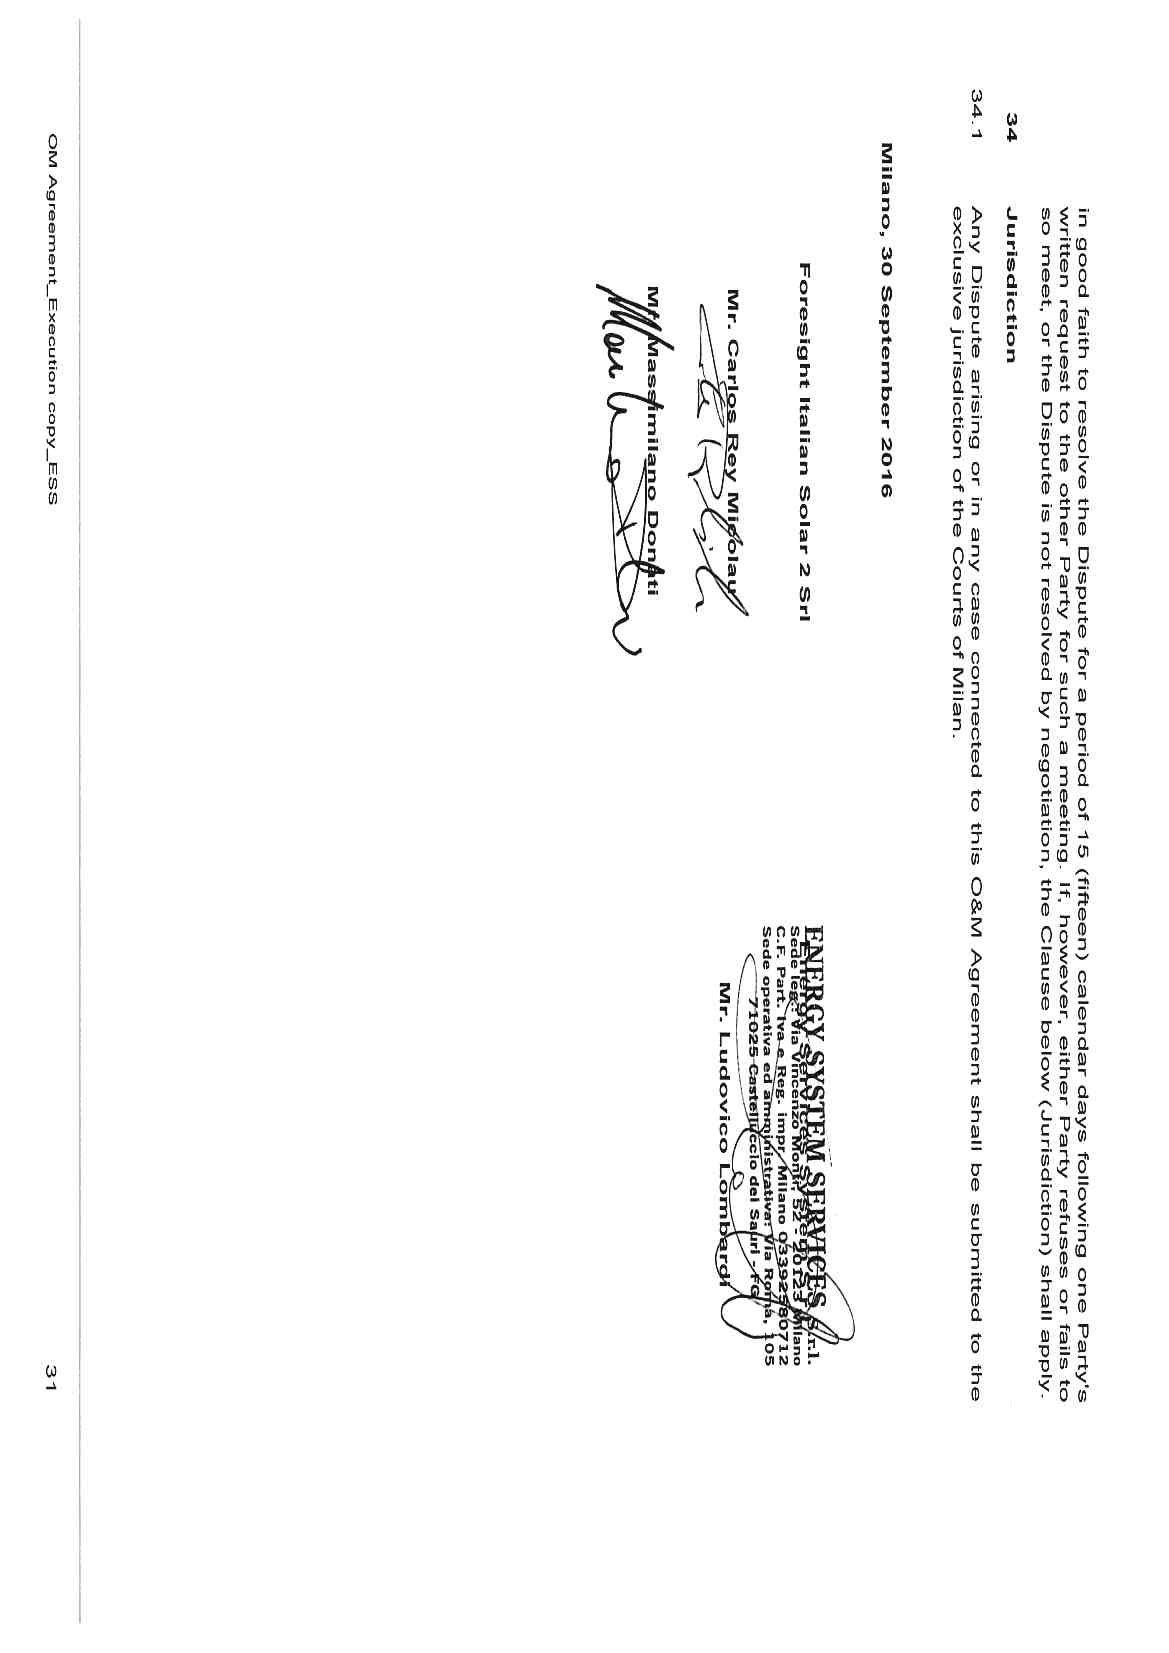 in good faith to resolve the Dispute for a period of 15 (fifteen) calendar days following one Party's
written request to the other Party for such a meeting. If, however, either Party refuses or fails to
so meet, or the Dispute is not resolved by negotiation, the Clause below (Jurisdiction) shall apply.
34 Jurisdiction
34.1 Any Dispute arising or in any case connected to this O&M Agreement shall be submitted to the
exclusive jurisdiction of the Courts of Milan.
Milano, 30 September 2016
Foresight Italian Solar 2 Srl
Mr. Carlos Rey Micolau
Mr. Massimilano Donati
ENERGY SYSTEM SERVICES S.r.l.
Energy Services System Srl
Sede leg.: Via Vincenzo Monti, 52 - 20123 Milano
C.F. Part. Iva e Reg. impr Milano 03392580712
Sede operativa ed amministrativa: Via Roma, 105
71025 Castelluccio dei Sauri - FG
Mr. Ludovico Lombardi
OM Agreement_Execution copy_ESS
31